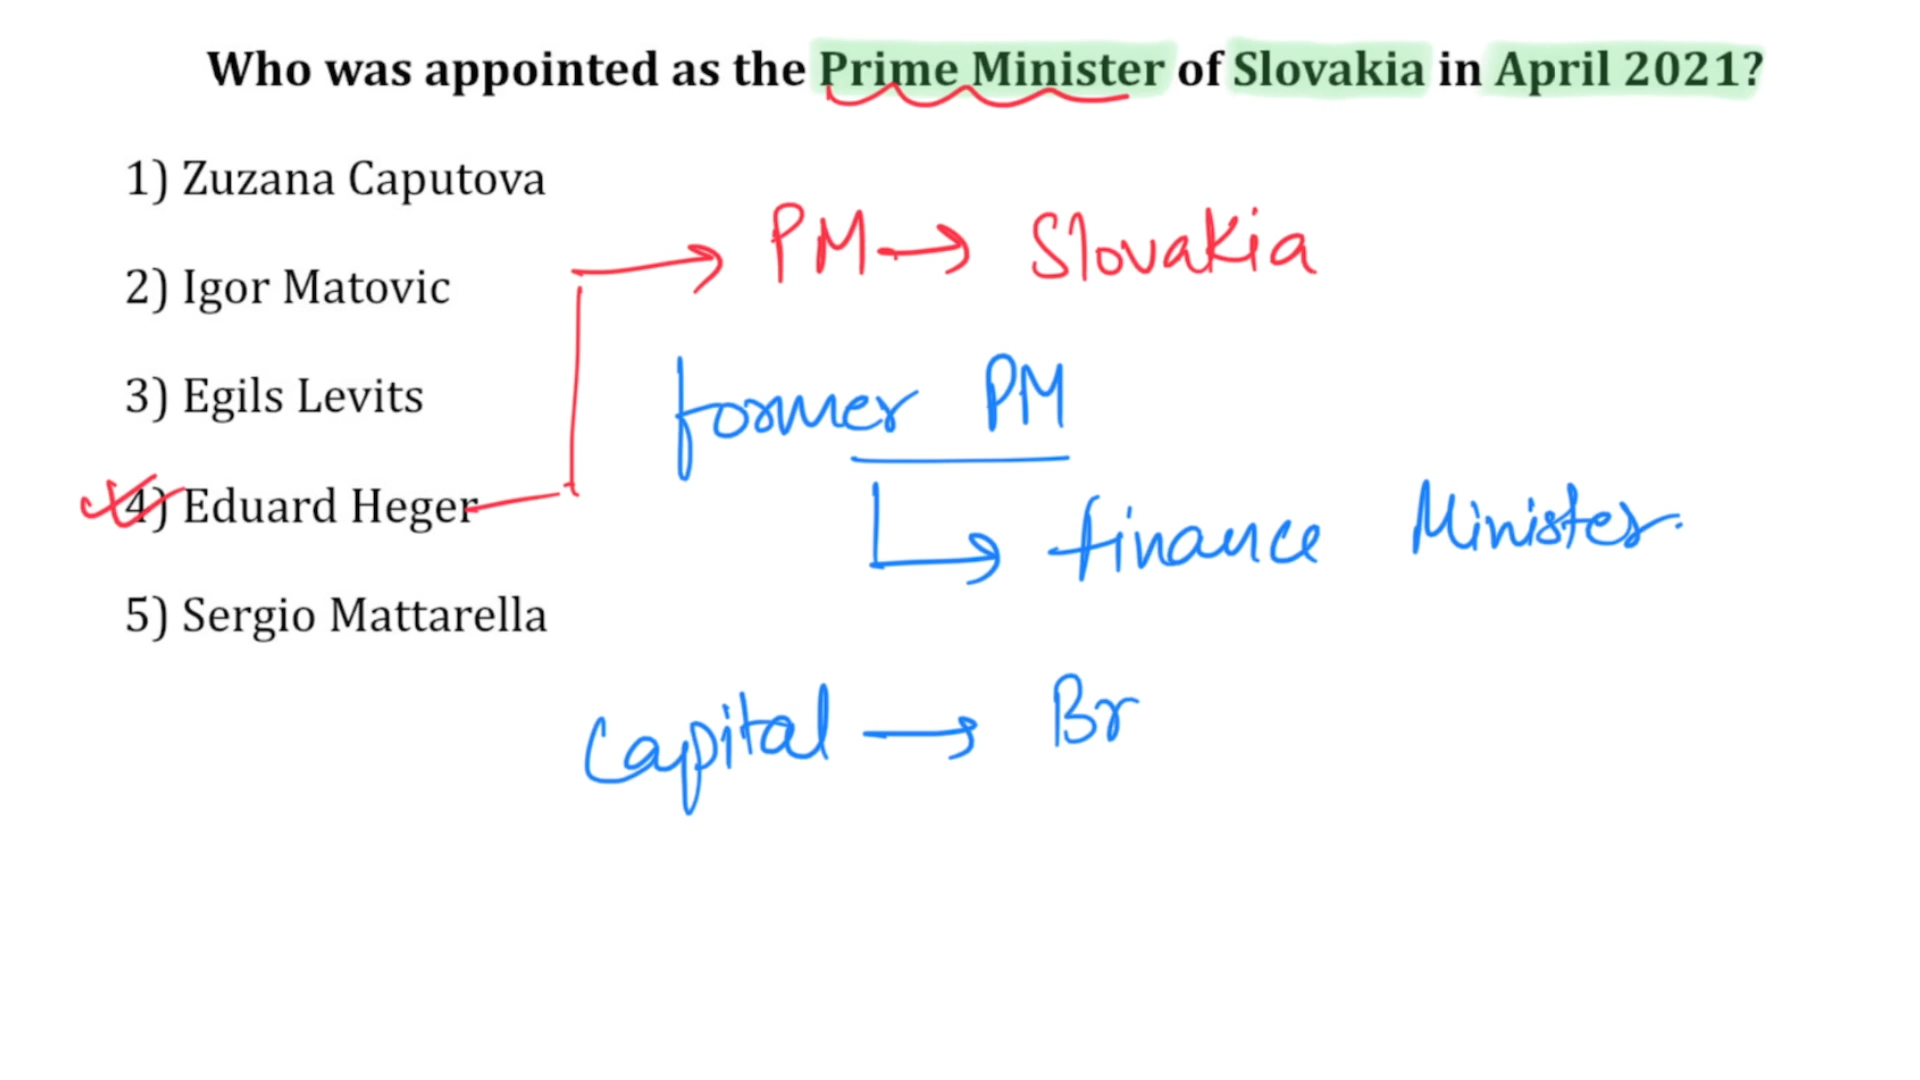 Who was appointed as the Prime Minister of Slovakia in April 2021?
1) Zuzana Caputova
2) Igor Matovic
3) Egils Levits
4) Eduard Heger
5) Sergio Mattarella
PM → Slovakia
former PM
→ finance Minister.
Capital → Br